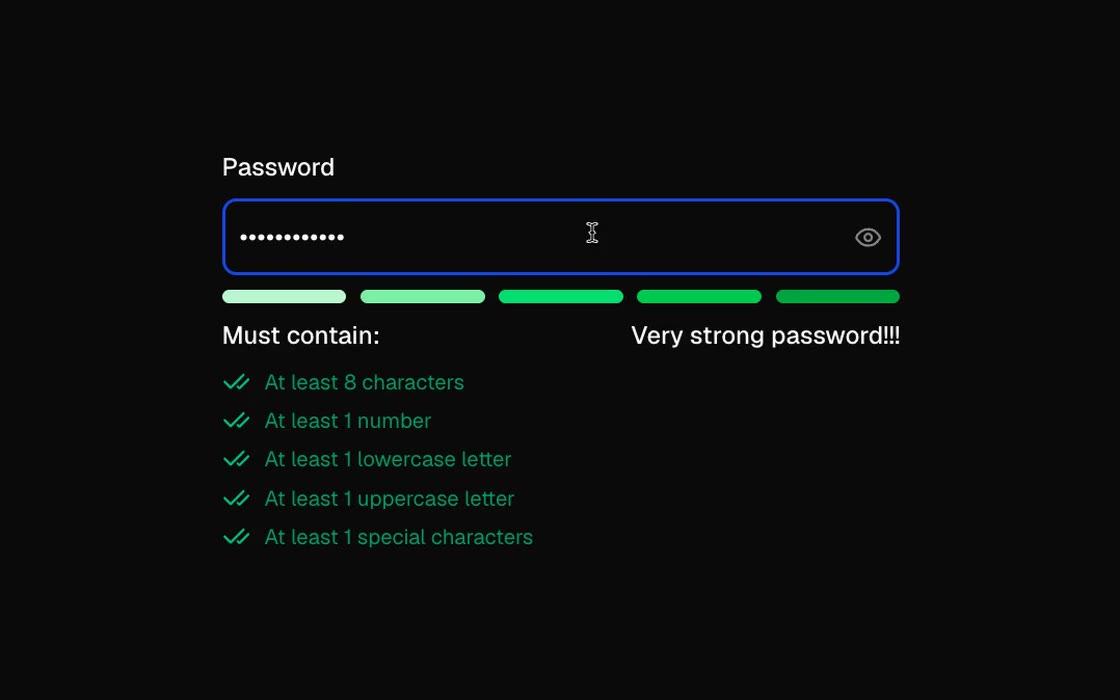 Password
••••••••••••
Must contain:
Very strong password!!!
At least 8 characters
At least 1 number
At least 1 lowercase letter
At least 1 uppercase letter
At least 1 special characters